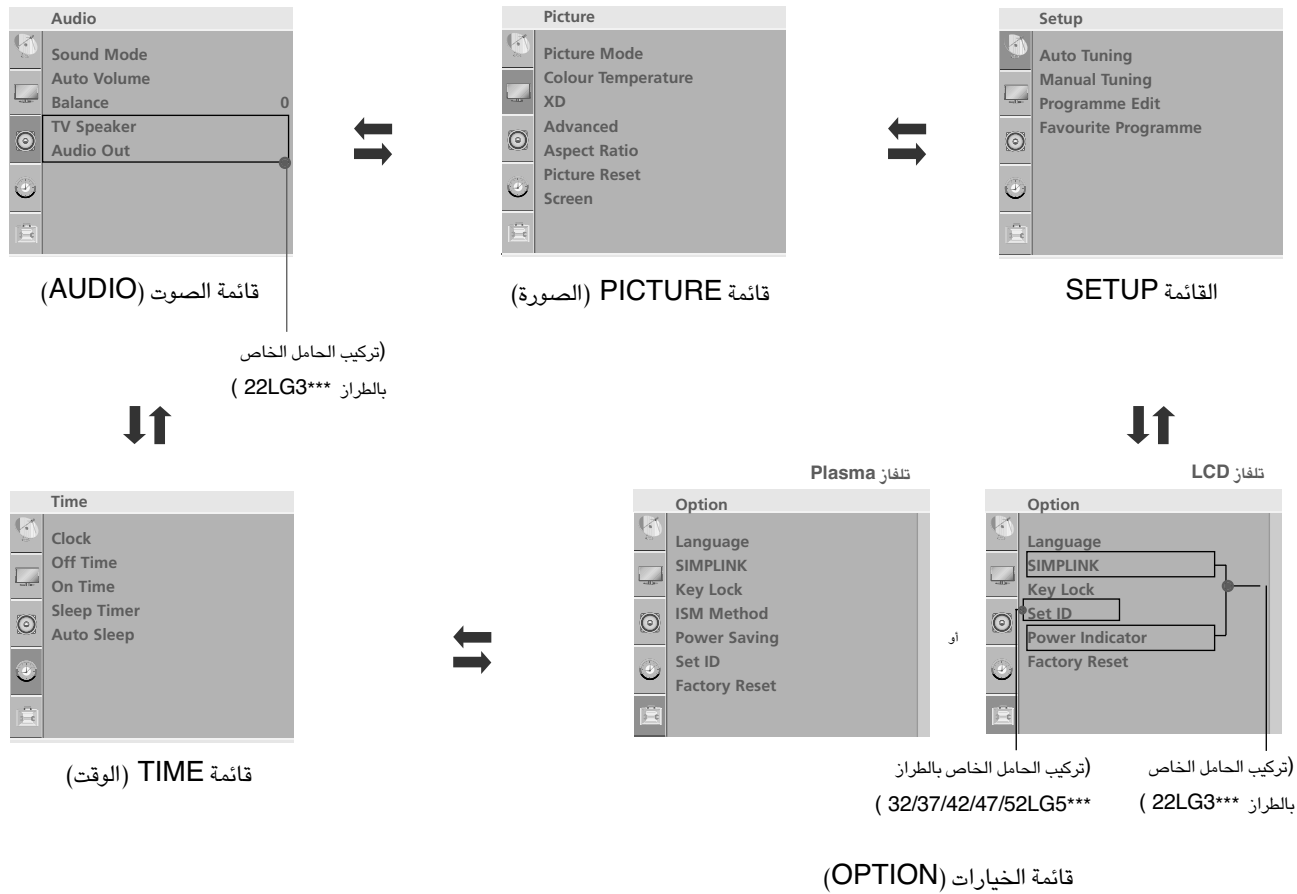 Setup
Auto Tuning
Manual Tuning
Programme Edit
Favourite Programme
القائمة SETUP
Picture
Picture Mode
Colour Temperature
XD
Advanced
Aspect Ratio
Picture Reset
Screen
قائمة PICTURE (الصورة)
Audio
Sound Mode
Auto Volume
Balance 0
TV Speaker
Audio Out
قائمة الصوت (AUDIO)
(تركيب الحامل الخاص
بالطراز ***22LG3 )
تلفاز LCD
Option
Language
SIMPLINK
Key Lock
Set ID
Power Indicator
Factory Reset
(تركيب الحامل الخاص
بالطراز ***22LG3 )
أو
تلفاز Plasma
Option
Language
SIMPLINK
Key Lock
ISM Method
Power Saving
Set ID
Factory Reset
(تركيب الحامل الخاص بالطراز
***32/37/42/47/52LG5 )
قائمة الخيارات (OPTION)
Time
Clock
Off Time
On Time
Sleep Timer
Auto Sleep
قائمة TIME (الوقت)